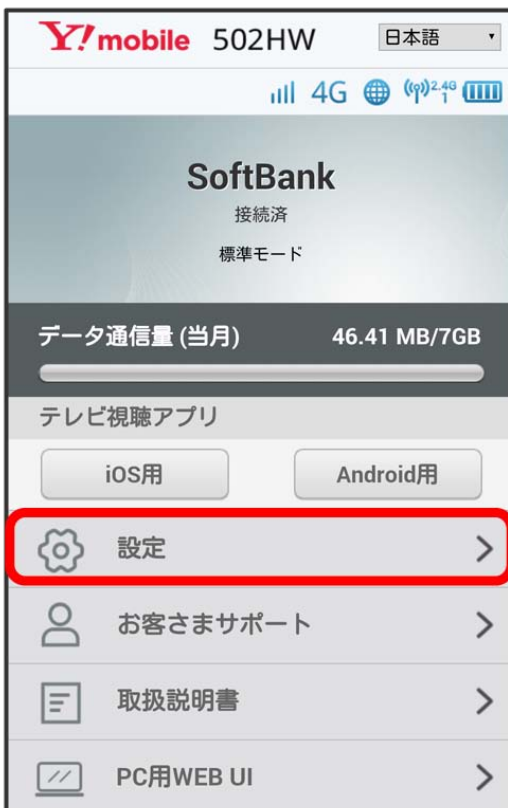 Y!mobile 502HW 日本語
4G 2.4G 1
SoftBank
接続済
標準モード
データ通信量 (当月) 46.41 MB/7GB
テレビ視聴アプリ
iOS用 Android用
設定
お客さまサポート
取扱説明書
PC用WEB UI